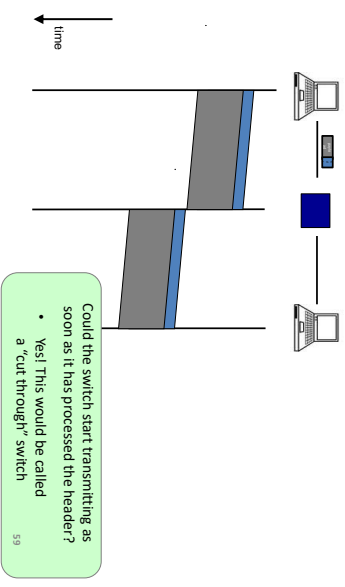 time
Could the switch start transmitting as
soon as it has processed the header?
• Yes! This would be called
a “cut through” switch
59